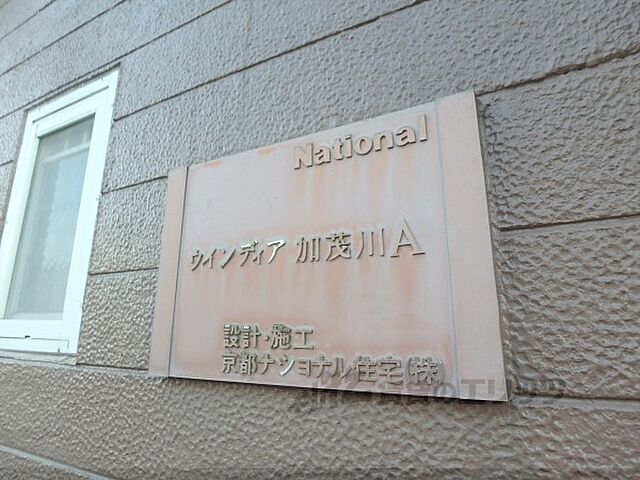 National
ウインディア 加茂川A
設計・施工
京都ナショナル住宅(株)